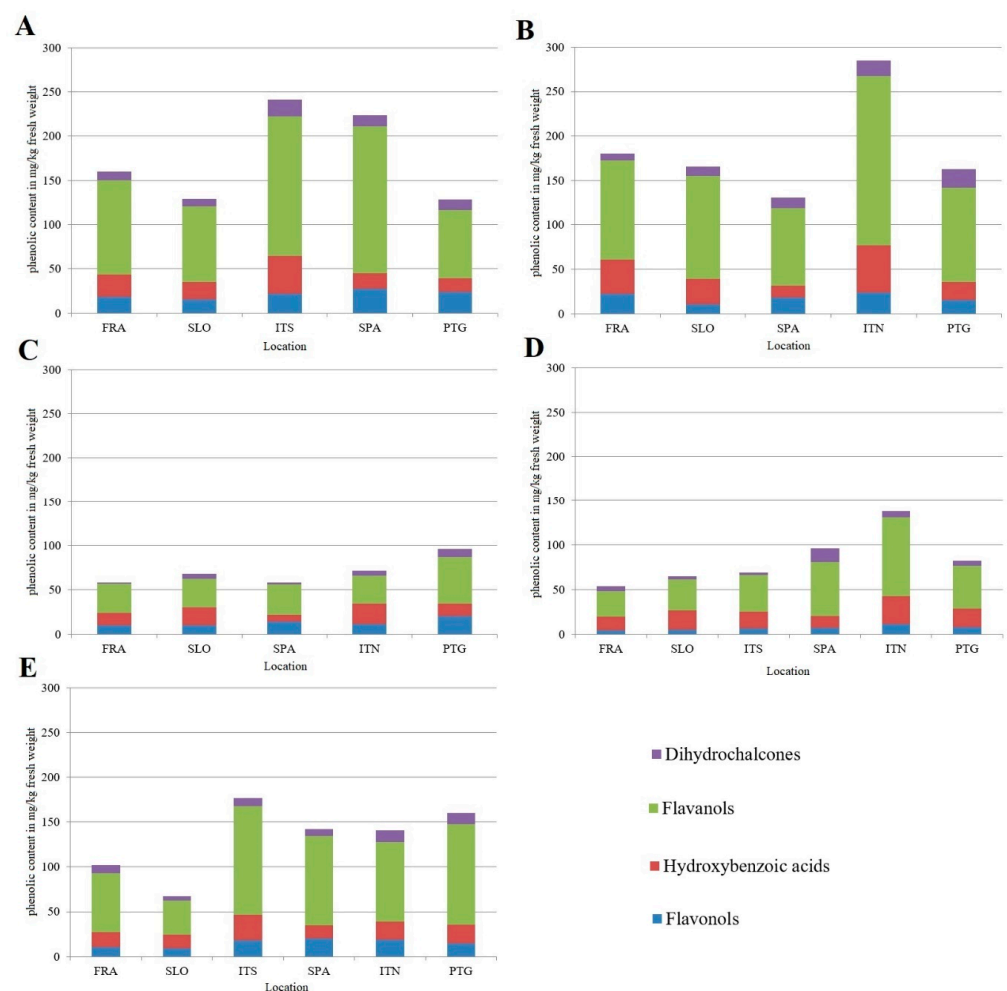 A
phenolic content in mg/kg fresh weight
300
250
200
150
100
50
0
FRA SLO ITS SPA PTG
Location
B
phenolic content in mg/kg fresh weight
300
250
200
150
100
50
0
FRA SLO SPA ITN PTG
Location
C
phenolic content in mg/kg fresh weight
300
250
200
150
100
50
0
FRA SLO SPA ITN PTG
Location
D
phenolic content in mg/kg fresh weight
300
250
200
150
100
50
0
FRA SLO ITS SPA ITN PTG
Location
E
phenolic content in mg/kg fresh weight
300
250
200
150
100
50
0
FRA SLO ITS SPA ITN PTG
Location
Dihydrochalcones
Flavanols
Hydroxybenzoic acids
Flavonols